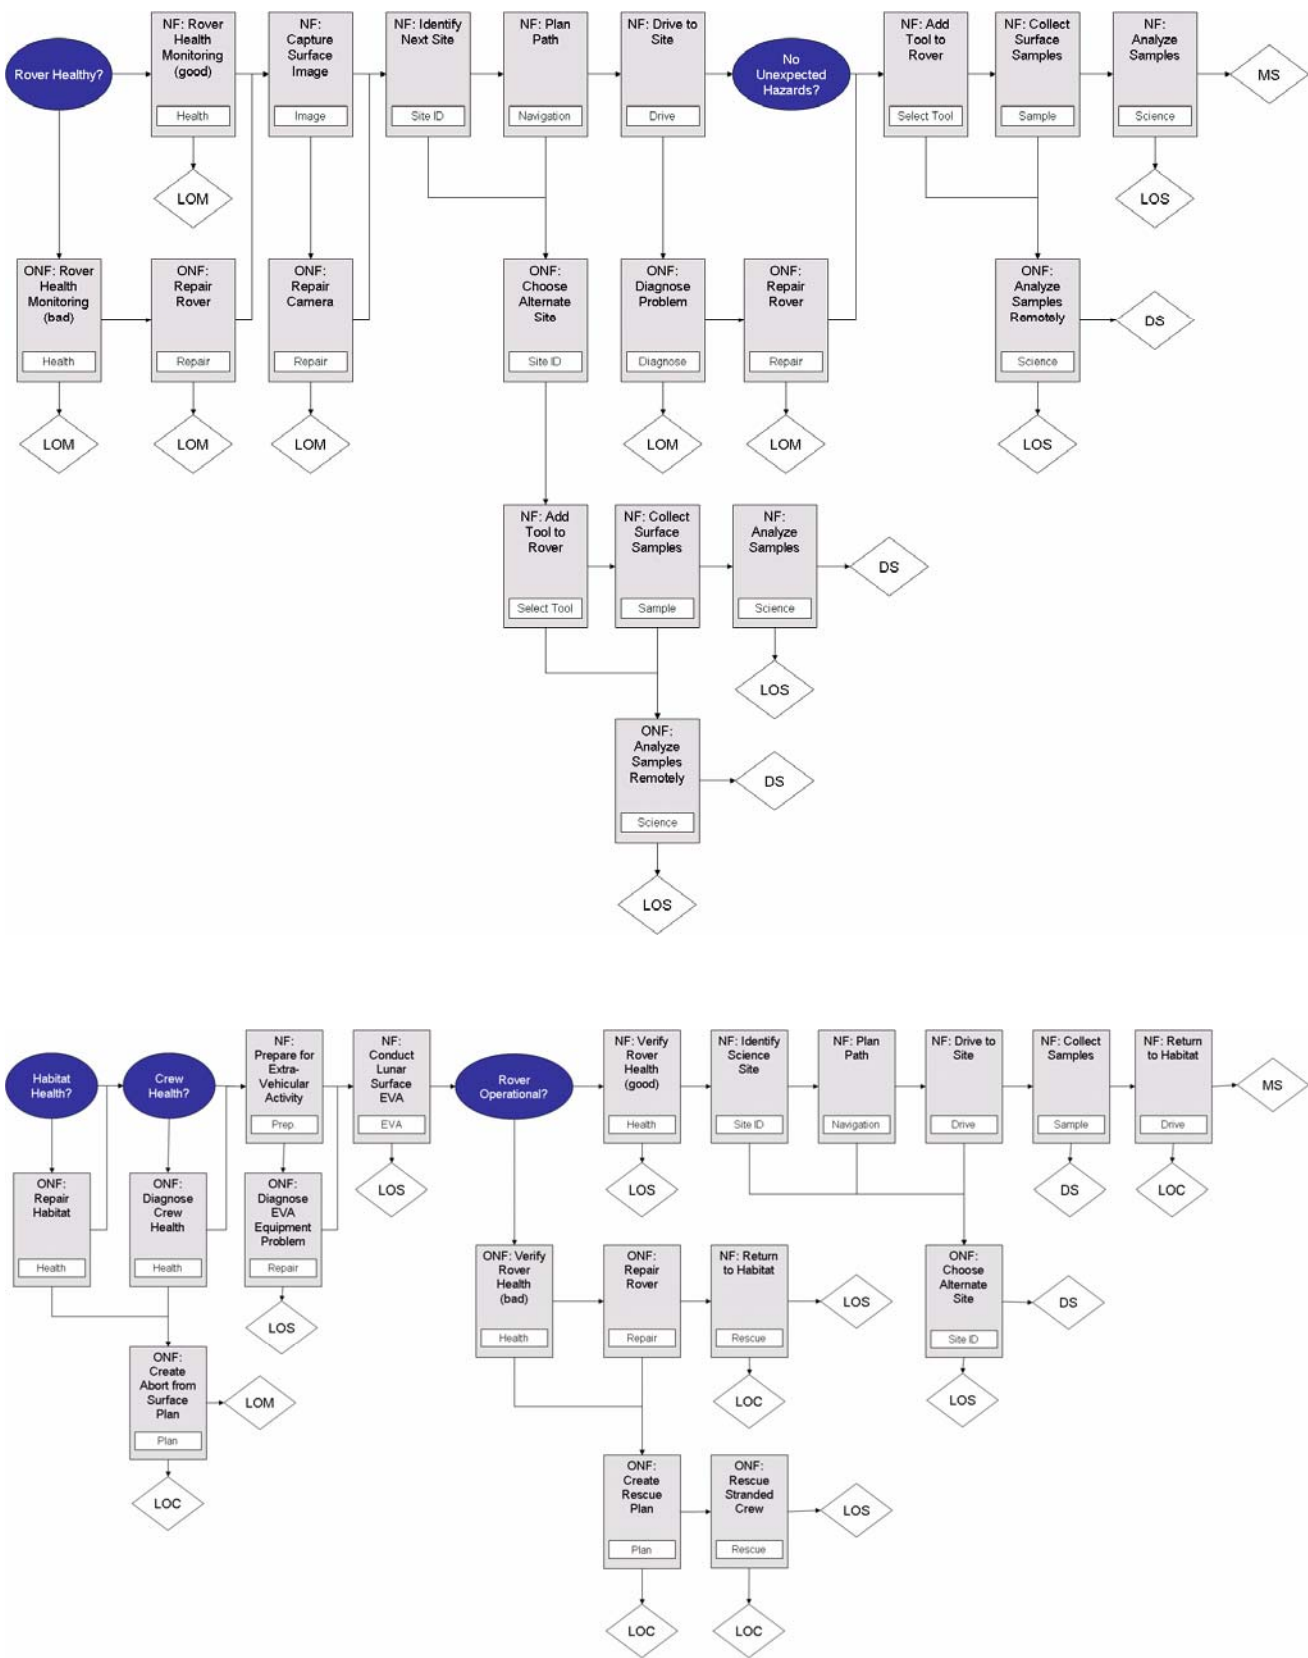 Rover Healthy?
NF: Rover
Health
Monitoring
(good)
Health
NF:
Capture
Surface
Image
Image
NF: Identify
Next Site
Site ID
NF: Plan
Path
Navigation
NF: Drive to
Site
Drive
No
Unexpected
Hazards?
NF: Add
Tool to
Rover
Select Tool
NF: Collect
Surface
Samples
Sample
NF:
Analyze
Samples
Science
MS
LOM
LOS
ONF: Rover
Health
Monitoring
(bad)
Health
ONF:
Repair
Rover
Repair
ONF:
Repair
Camera
Repair
ONF:
Choose
Alternate
Site
Site ID
ONF:
Diagnose
Problem
Diagnose
ONF:
Repair
Rover
Repair
ONF:
Analyze
Samples
Remotely
Science
DS
LOM
LOM
LOM
LOM
LOM
LOS
NF: Add
Tool to
Rover
Select Tool
NF: Collect
Surface
Samples
Sample
NF:
Analyze
Samples
Science
DS
LOS
ONF:
Analyze
Samples
Remotely
Science
DS
LOS
Habitat
Health?
Crew
Health?
NF:
Prepare for
Extra-
Vehicular
Activity
Prep
NF:
Conduct
Lunar
Surface
EVA
EVA
Rover
Operational?
NF: Verify
Rover
Health
(good)
Health
NF: Identify
Science
Site
Site ID
NF: Plan
Path
Navigation
NF: Drive to
Site
Drive
NF: Collect
Samples
Sample
NF: Return
to Habitat
Drive
MS
ONF:
Repair
Habitat
Health
ONF:
Diagnose
Crew
Health
Health
ONF:
Diagnose
EVA
Equipment
Problem
Repair
LOS
LOS
DS
LOC
ONF: Verify
Rover
Health
(bad)
Health
ONF:
Repair
Rover
Repair
NF: Return
to Habitat
Rescue
LOS
ONF:
Choose
Alternate
Site
Site ID
DS
LOS
ONF:
Create
Abort from
Surface
Plan
Plan
LOM
LOC
LOS
LOC
ONF:
Create
Rescue
Plan
Plan
ONF:
Rescue
Stranded
Crew
Rescue
LOS
LOC
LOC